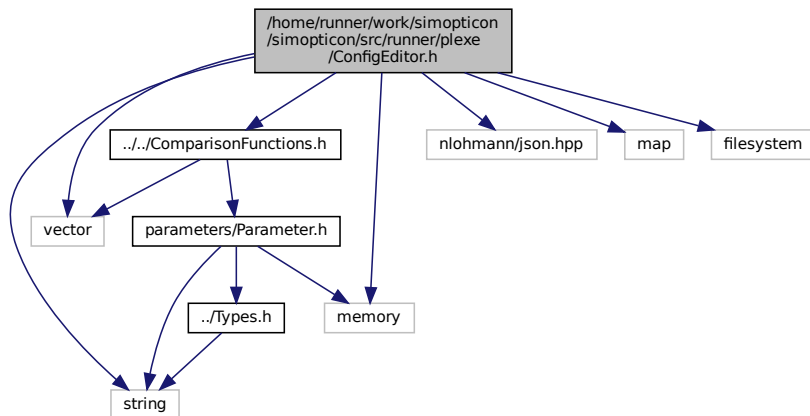 /home/runner/work/simopticon
/simopticon/src/runner/plexe
/ConfigEditor.h
../../ComparisonFunctions.h
nlohmann/json.hpp
map
filesystem
vector
parameters/Parameter.h
../Types.h
memory
string